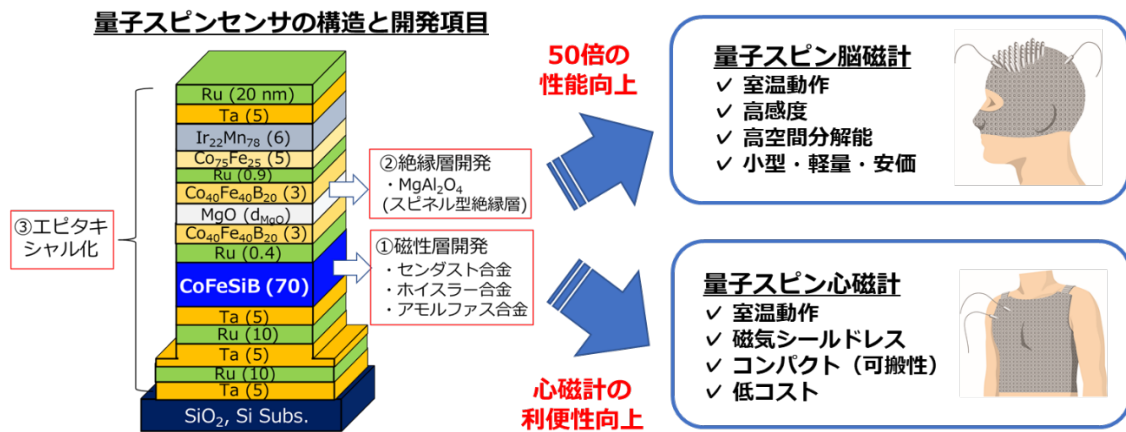 量子スピンセンサの構造と開発項目
Ru (20 nm)
Ta (5)
Ir₂₂Mn₇₈ (6)
Co₇₅Fe₂₅ (5)
Ru (0.9)
Co₄₀Fe₄₀B₂₀ (3)
MgO (d_MgO)
Co₄₀Fe₄₀B₂₀ (3)
Ru (0.4)
CoFeSiB (70)
Ta (5)
Ru (10)
Ta (5)
Ru (10)
Ta (5)
SiO₂, Si Subs.
③エピタキ
シャル化
②絶縁層開発
・MgAl₂O₄
(スピネル型絶縁層)
①磁性層開発
・センダスト合金
・ホイスラー合金
・アモルファス合金
50倍の
性能向上
心磁計の
利便性向上
量子スピン脳磁計
✓ 室温動作
✓ 高感度
✓ 高空間分解能
✓ 小型・軽量・安価
量子スピン心磁計
✓ 室温動作
✓ 磁気シールドレス
✓ コンパクト（可搬性）
✓ 低コスト